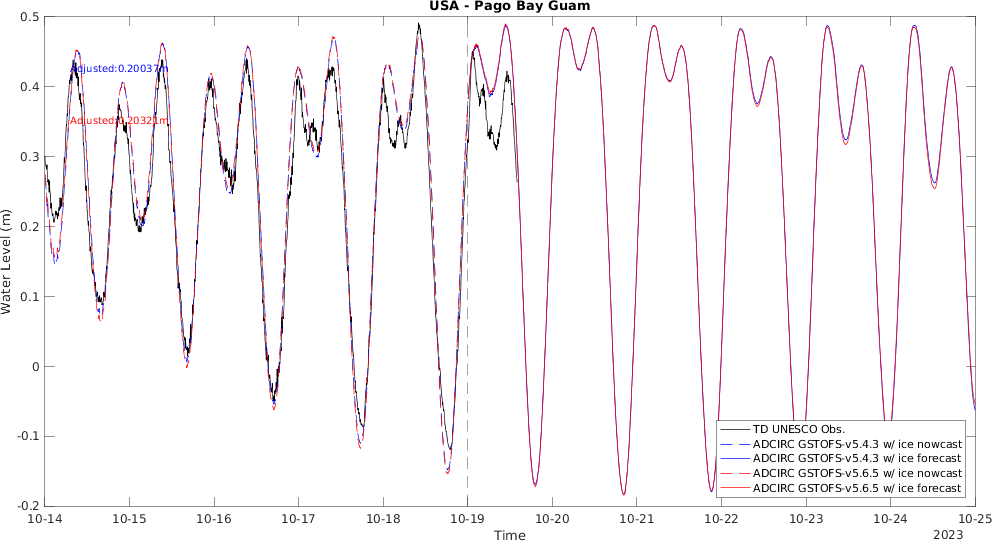 USA - Pago Bay Guam
0.5
0.4
0.3
0.2
0.1
0
-0.1
-0.2
Water Level (m)
Adjusted:0.20037m
Adjusted:0.20321m
TD UNESCO Obs.
ADCIRC GSTOFS-v5.4.3 w/ ice nowcast
ADCIRC GSTOFS-v5.4.3 w/ ice forecast
ADCIRC GSTOFS-v5.6.5 w/ ice nowcast
ADCIRC GSTOFS-v5.6.5 w/ ice forecast
10-14 10-15 10-16 10-17 10-18 10-19 10-20 10-21 10-22 10-23 10-24 10-25
Time
2023